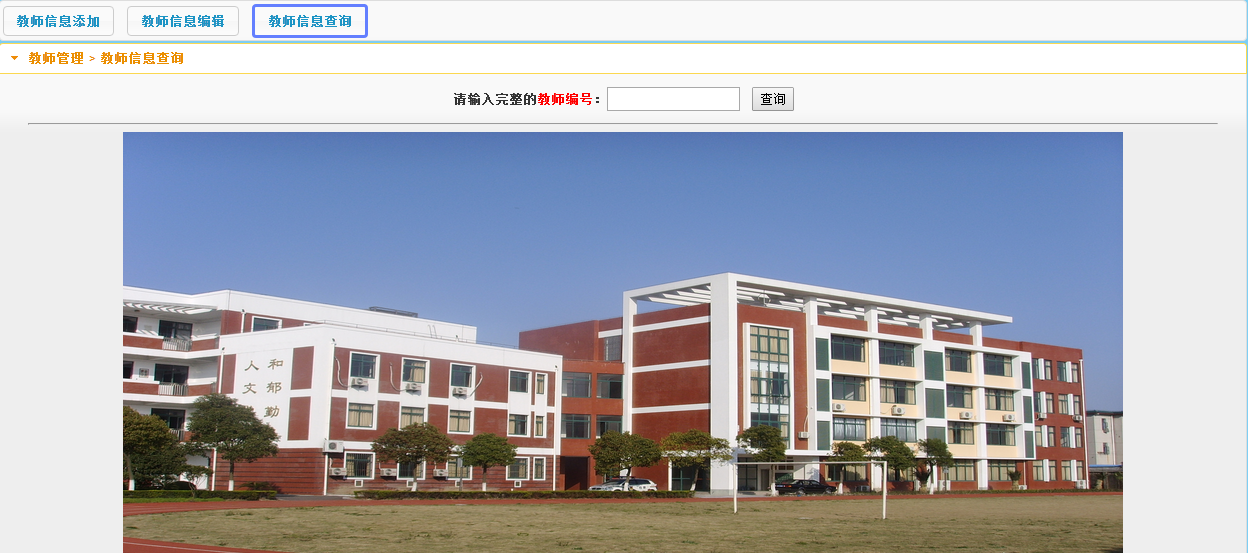 教师信息添加 教师信息编辑 教师信息查询
教师管理 > 教师信息查询
请输入完整的教师编号： 查询
人和
文郁
勤